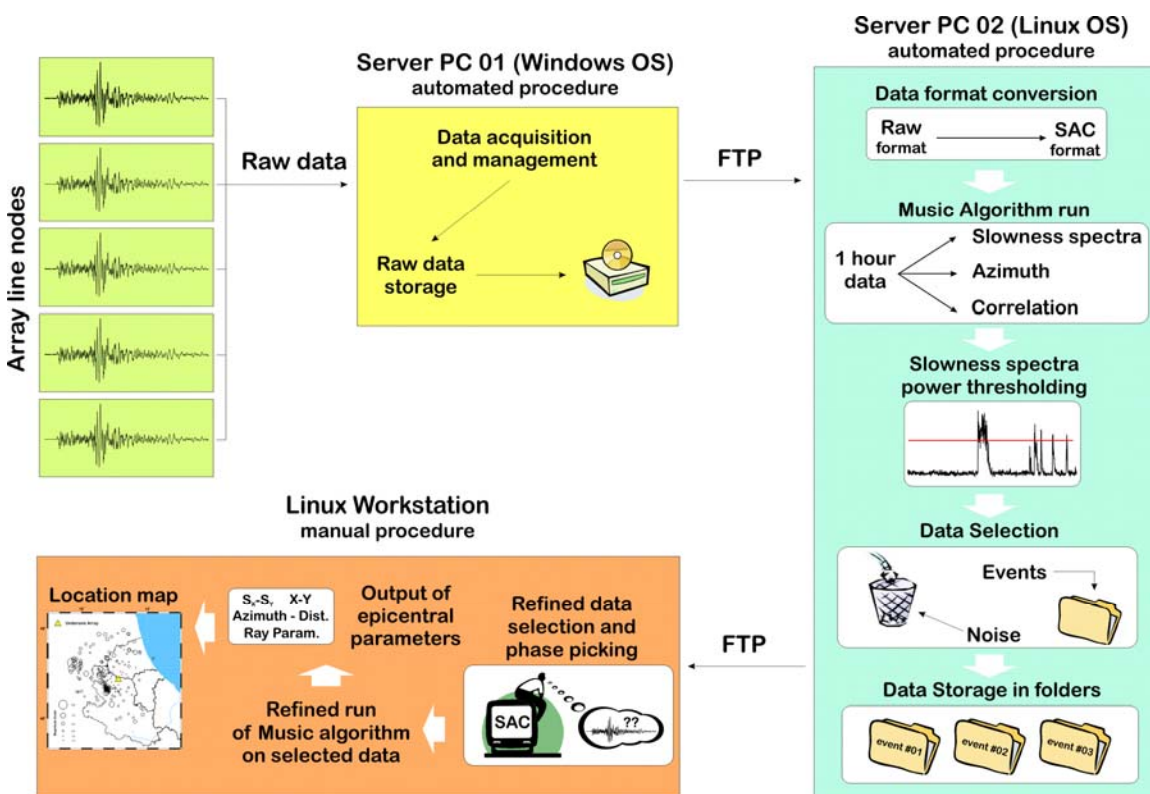 Array line nodes
Raw data
Server PC 01 (Windows OS)
automated procedure
Data acquisition
and management
Raw data
storage
FTP
Server PC 02 (Linux OS)
automated procedure
Data format conversion
Raw
format
SAC
format
Music Algorithm run
1 hour
data
Slowness spectra
Azimuth
Correlation
Slowness spectra
power thresholding
Data Selection
Events
Noise
Data Storage in folders
event #01
event #02
event #03
FTP
Linux Workstation
manual procedure
Refined data
selection and
phase picking
SAC
??
Refined run
of Music algorithm
on selected data
Output of
epicentral
parameters
Sx-SY X-Y
Azimuth - Dist.
Ray Param.
Location map